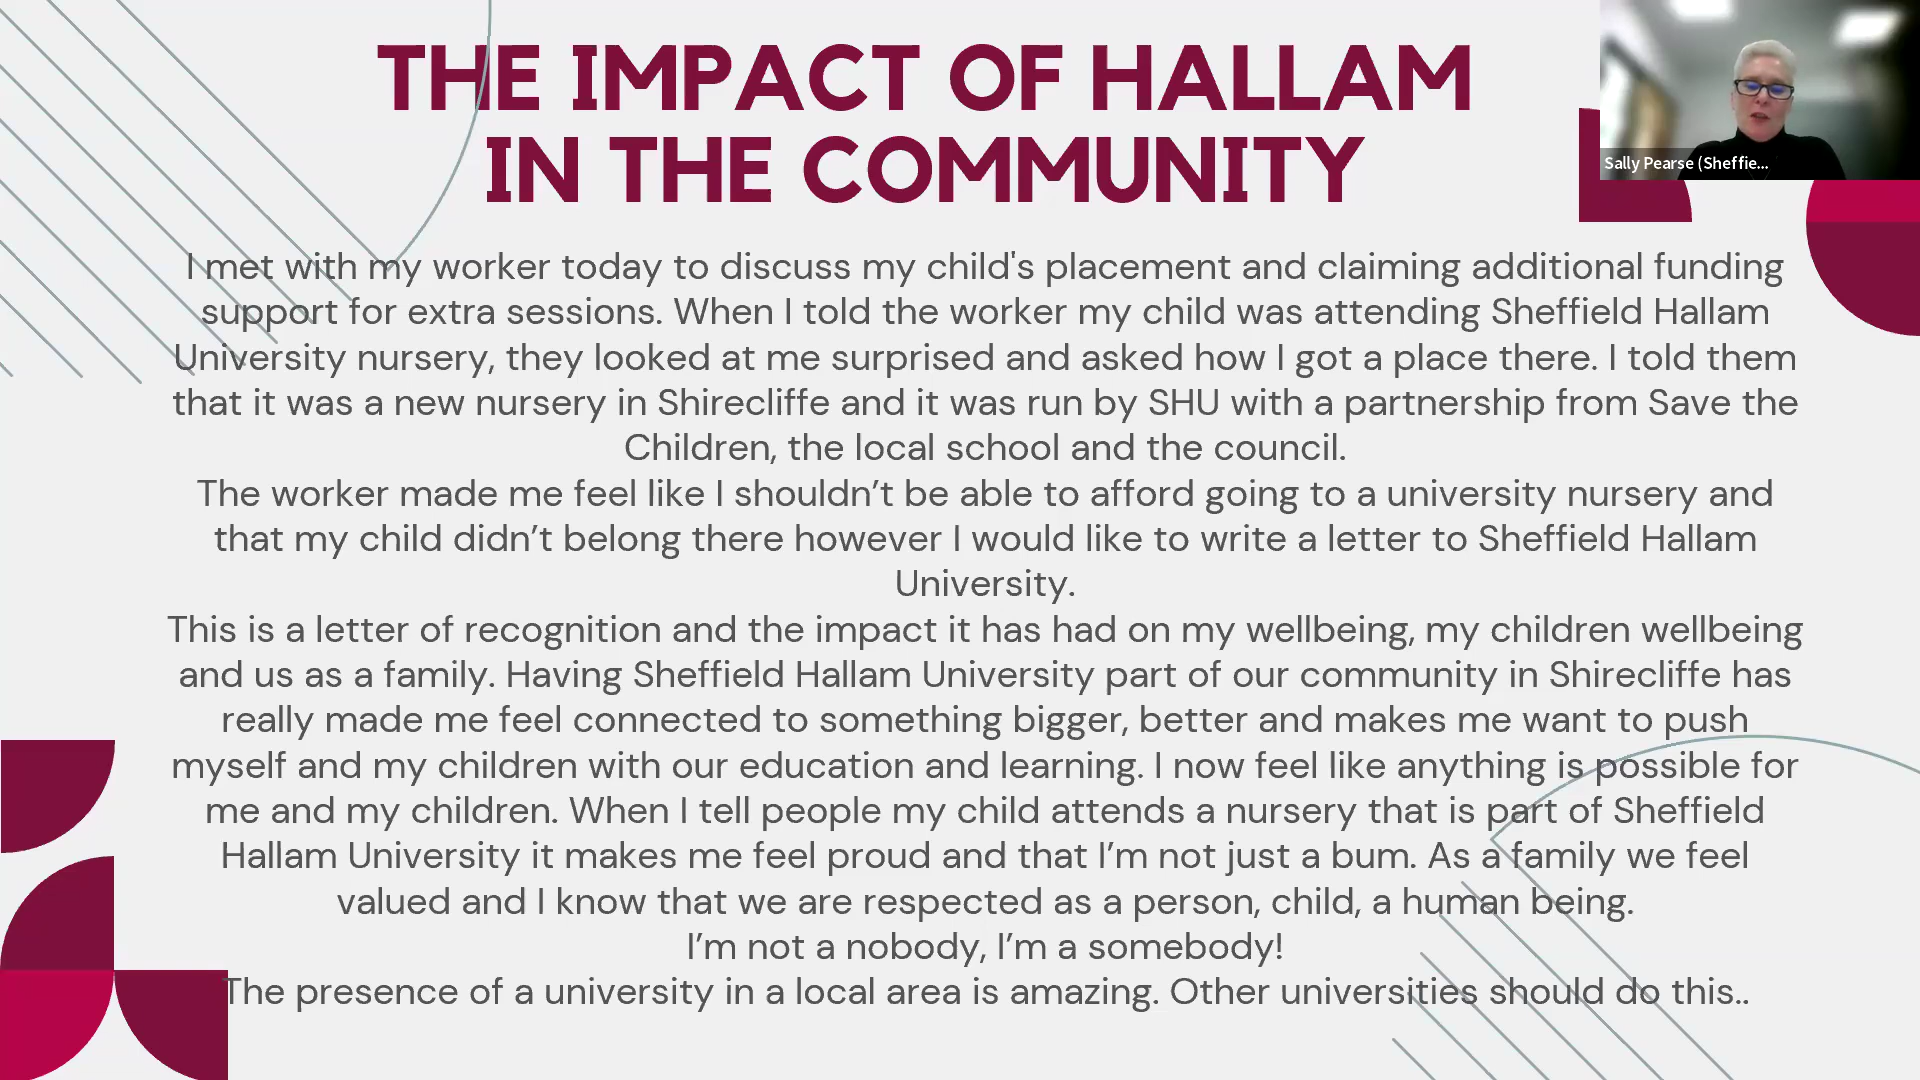 THE IMPACT OF HALLAM
IN THE COMMUNITY
Sally Pearse (Sheffie...
I met with my worker today to discuss my child's placement and claiming additional funding
support for extra sessions. When I told the worker my child was attending Sheffield Hallam
University nursery, they looked at me surprised and asked how I got a place there. I told them
that it was a new nursery in Shirecliffe and it was run by SHU with a partnership from Save the
Children, the local school and the council.
The worker made me feel like I shouldn’t be able to afford going to a university nursery and
that my child didn’t belong there however I would like to write a letter to Sheffield Hallam
University.
This is a letter of recognition and the impact it has had on my wellbeing, my children wellbeing
and us as a family. Having Sheffield Hallam University part of our community in Shirecliffe has
really made me feel connected to something bigger, better and makes me want to push
myself and my children with our education and learning. I now feel like anything is possible for
me and my children. When I tell people my child attends a nursery that is part of Sheffield
Hallam University it makes me feel proud and that I’m not just a bum. As a family we feel
valued and I know that we are respected as a person, child, a human being.
I’m not a nobody, I’m a somebody!
The presence of a university in a local area is amazing. Other universities should do this..